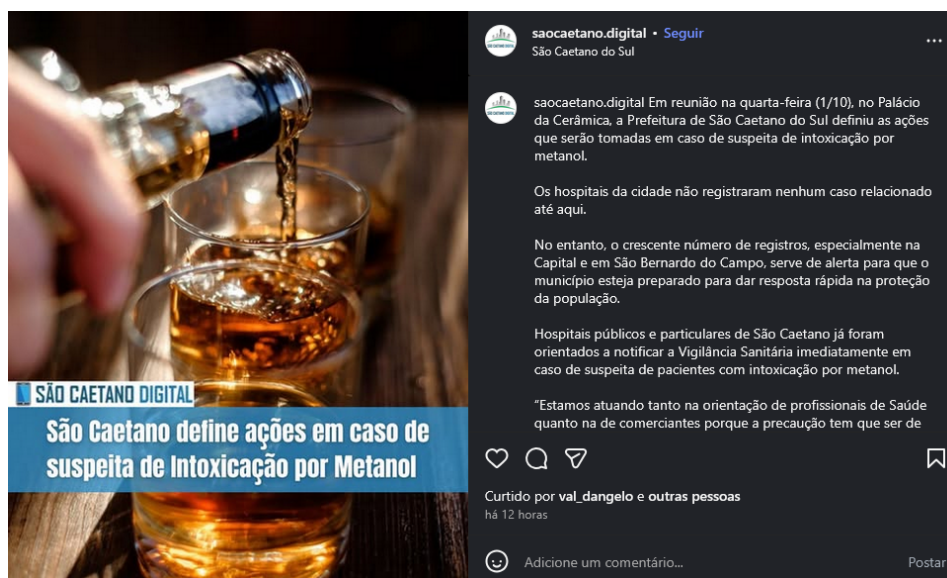 SÃO CAETANO DIGITAL
São Caetano define ações em caso de
suspeita de Intoxicação por Metanol
saocaetano.digital • Seguir
São Caetano do Sul
saocaetano.digital Em reunião na quarta-feira (1/10), no Palácio
da Cerâmica, a Prefeitura de São Caetano do Sul definiu as ações
que serão tomadas em caso de suspeita de intoxicação por
metanol.
Os hospitais da cidade não registraram nenhum caso relacionado
até aqui.
No entanto, o crescente número de registros, especialmente na
Capital e em São Bernardo do Campo, serve de alerta para que o
município esteja preparado para dar resposta rápida na proteção
da população.
Hospitais públicos e particulares de São Caetano já foram
orientados a notificar a Vigilância Sanitária imediatamente em
caso de suspeita de pacientes com intoxicação por metanol.
“Estamos atuando tanto na orientação de profissionais de Saúde
quanto na de comerciantes porque a precaução tem que ser de
Curtido por val_dangelo e outras pessoas
há 12 horas
Adicione um comentário...
Postar